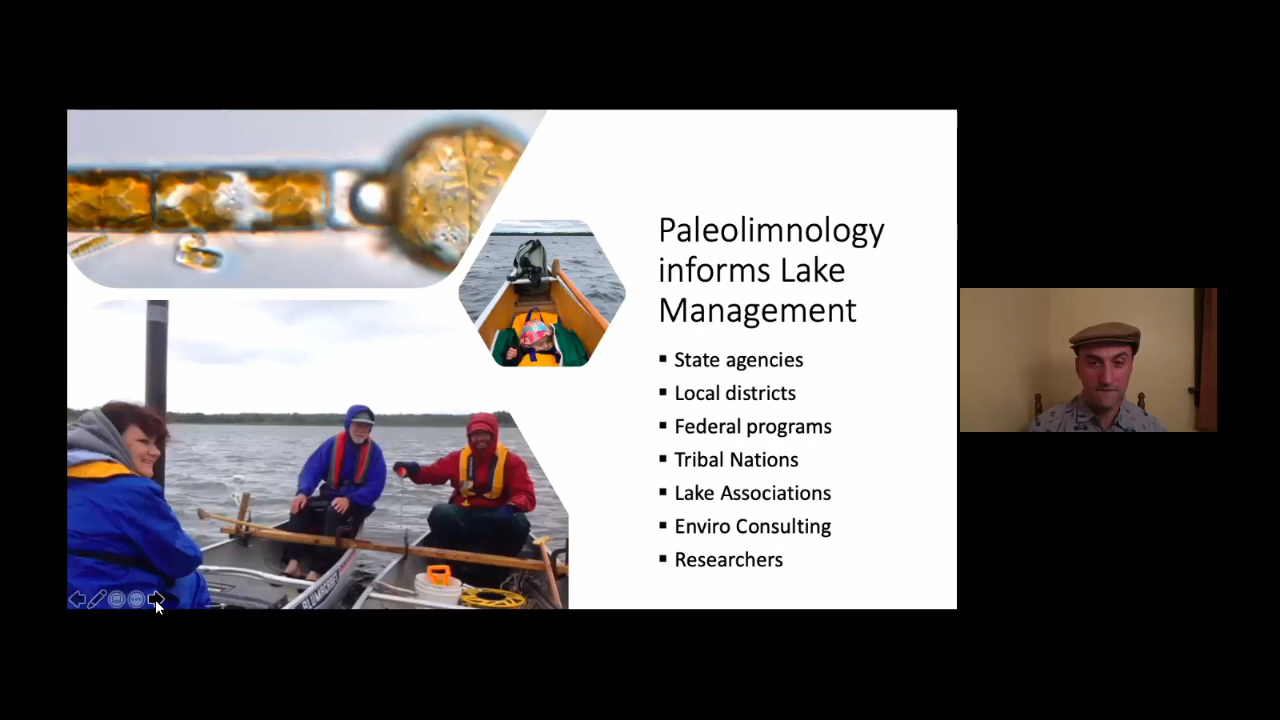 Paleolimnology
informs Lake
Management
▪ State agencies
▪ Local districts
▪ Federal programs
▪ Tribal Nations
▪ Lake Associations
▪ Enviro Consulting
▪ Researchers